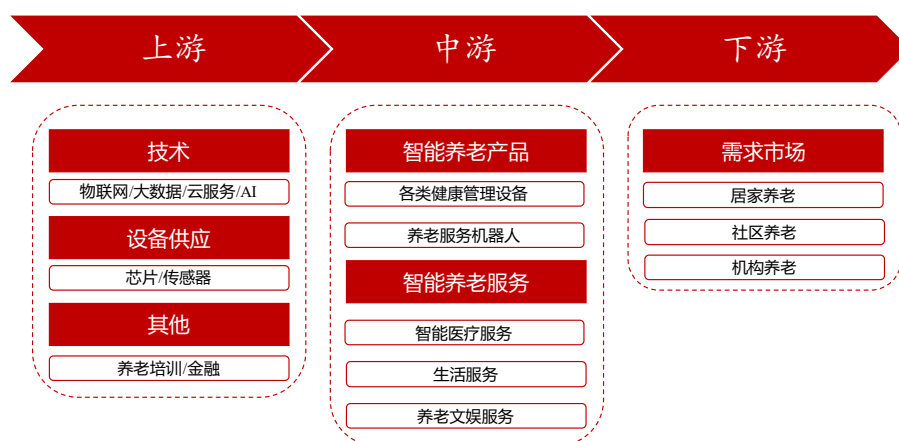 上游
中游
下游
技术
物联网/大数据/云服务/AI
设备供应
芯片/传感器
其他
养老培训/金融
智能养老产品
各类健康管理设备
养老服务机器人
智能养老服务
智能医疗服务
生活服务
养老文娱服务
需求市场
居家养老
社区养老
机构养老